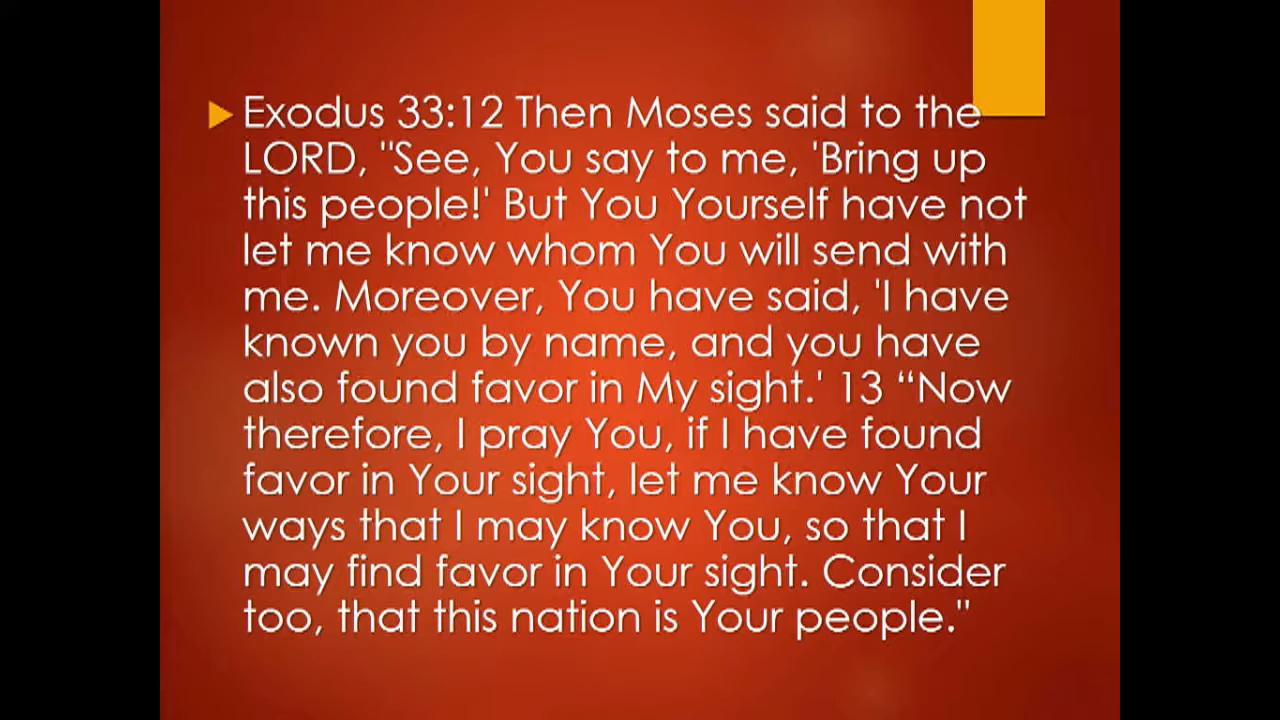 Exodus 33:12 Then Moses said to the
LORD, "See, You say to me, 'Bring up
this people!' But You Yourself have not
let me know whom You will send with
me. Moreover, You have said, 'I have
known you by name, and you have
also found favor in My sight.' 13 “Now
therefore, I pray You, if I have found
favor in Your sight, let me know Your
ways that I may know You, so that I
may find favor in Your sight. Consider
too, that this nation is Your people."